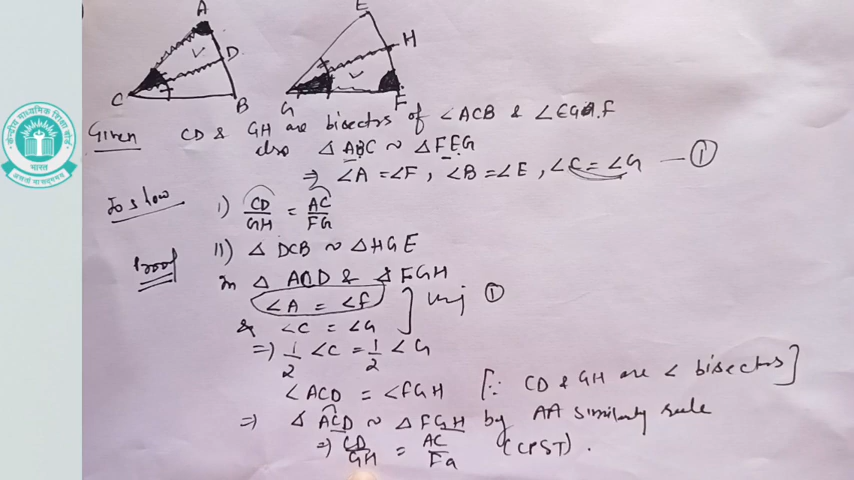 A
D
C
B
E
H
G
F
Given CD & GH are bisectors of ∠ACB & ∠EGF
also Δ ABC ~ Δ FEG
⇒ ∠A = ∠F, ∠B = ∠E, ∠C = ∠G — ①
To show i) CD/GH = AC/FG
II) Δ DCB ~ Δ HGE
Proof In Δ ACD & Δ FGH
∠A = ∠F
& ∠C = ∠G ①
⇒ 1/2 ∠C = 1/2 ∠G
∠ACD = ∠FGH [∵ CD & GH are ∠ bisectors]
⇒ Δ ACD ~ Δ FGH by AA similarity rule
⇒ CD/GH = AC/FG (CPST).
भारत